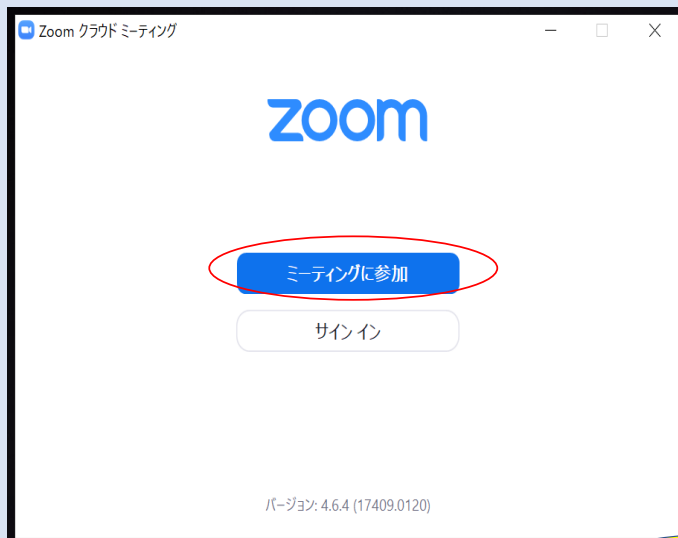 Zoom クラウド ミーティング
zoom
ミーティングに参加
サイン イン
バージョン: 4.6.4 (17409.0120)